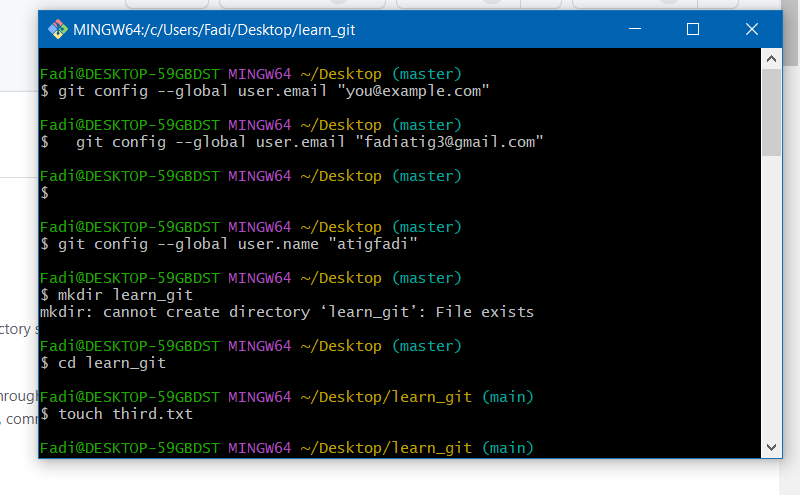 MINGW64:/c/Users/Fadi/Desktop/learn_git
Fadi@DESKTOP-59GBDST MINGW64 ~/Desktop (master)
$ git config --global user.email "you@example.com"
Fadi@DESKTOP-59GBDST MINGW64 ~/Desktop (master)
$   git config --global user.email "fadiatig3@gmail.com"
Fadi@DESKTOP-59GBDST MINGW64 ~/Desktop (master)
$
Fadi@DESKTOP-59GBDST MINGW64 ~/Desktop (master)
$ git config --global user.name "atigfadi"
Fadi@DESKTOP-59GBDST MINGW64 ~/Desktop (master)
$ mkdir learn_git
mkdir: cannot create directory ‘learn_git’: File exists
Fadi@DESKTOP-59GBDST MINGW64 ~/Desktop (master)
$ cd learn_git
Fadi@DESKTOP-59GBDST MINGW64 ~/Desktop/learn_git (main)
$ touch third.txt
Fadi@DESKTOP-59GBDST MINGW64 ~/Desktop/learn_git (main)